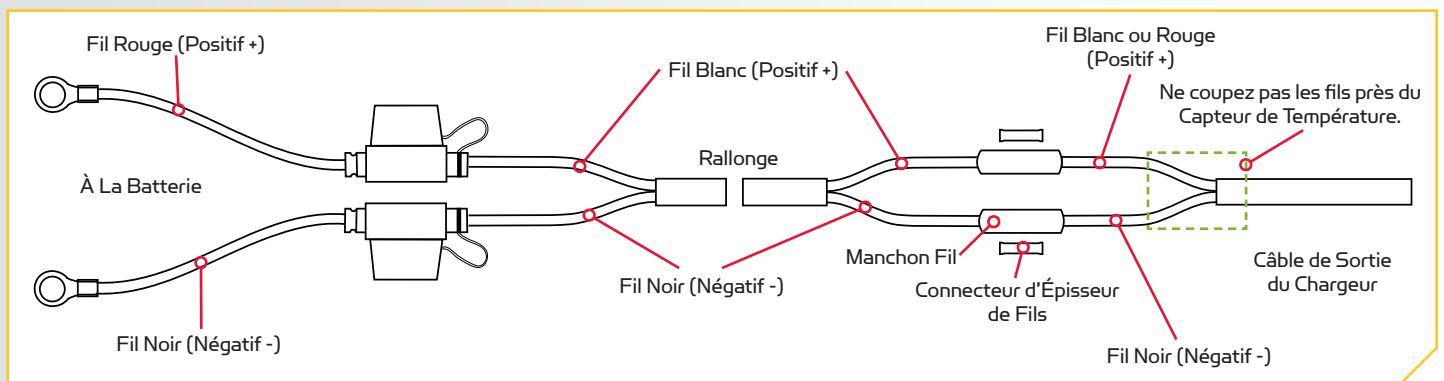 Fil Rouge (Positif +)
À La Batterie
Fil Noir (Négatif -)
Fil Blanc (Positif +)
Rallonge
Fil Noir (Négatif -)
Fil Blanc ou Rouge
(Positif +)
Ne coupez pas les fils près du
Capteur de Température.
Manchon Fil
Connecteur d'Épisseur
de Fils
Câble de Sortie
du Chargeur
Fil Noir (Négatif -)